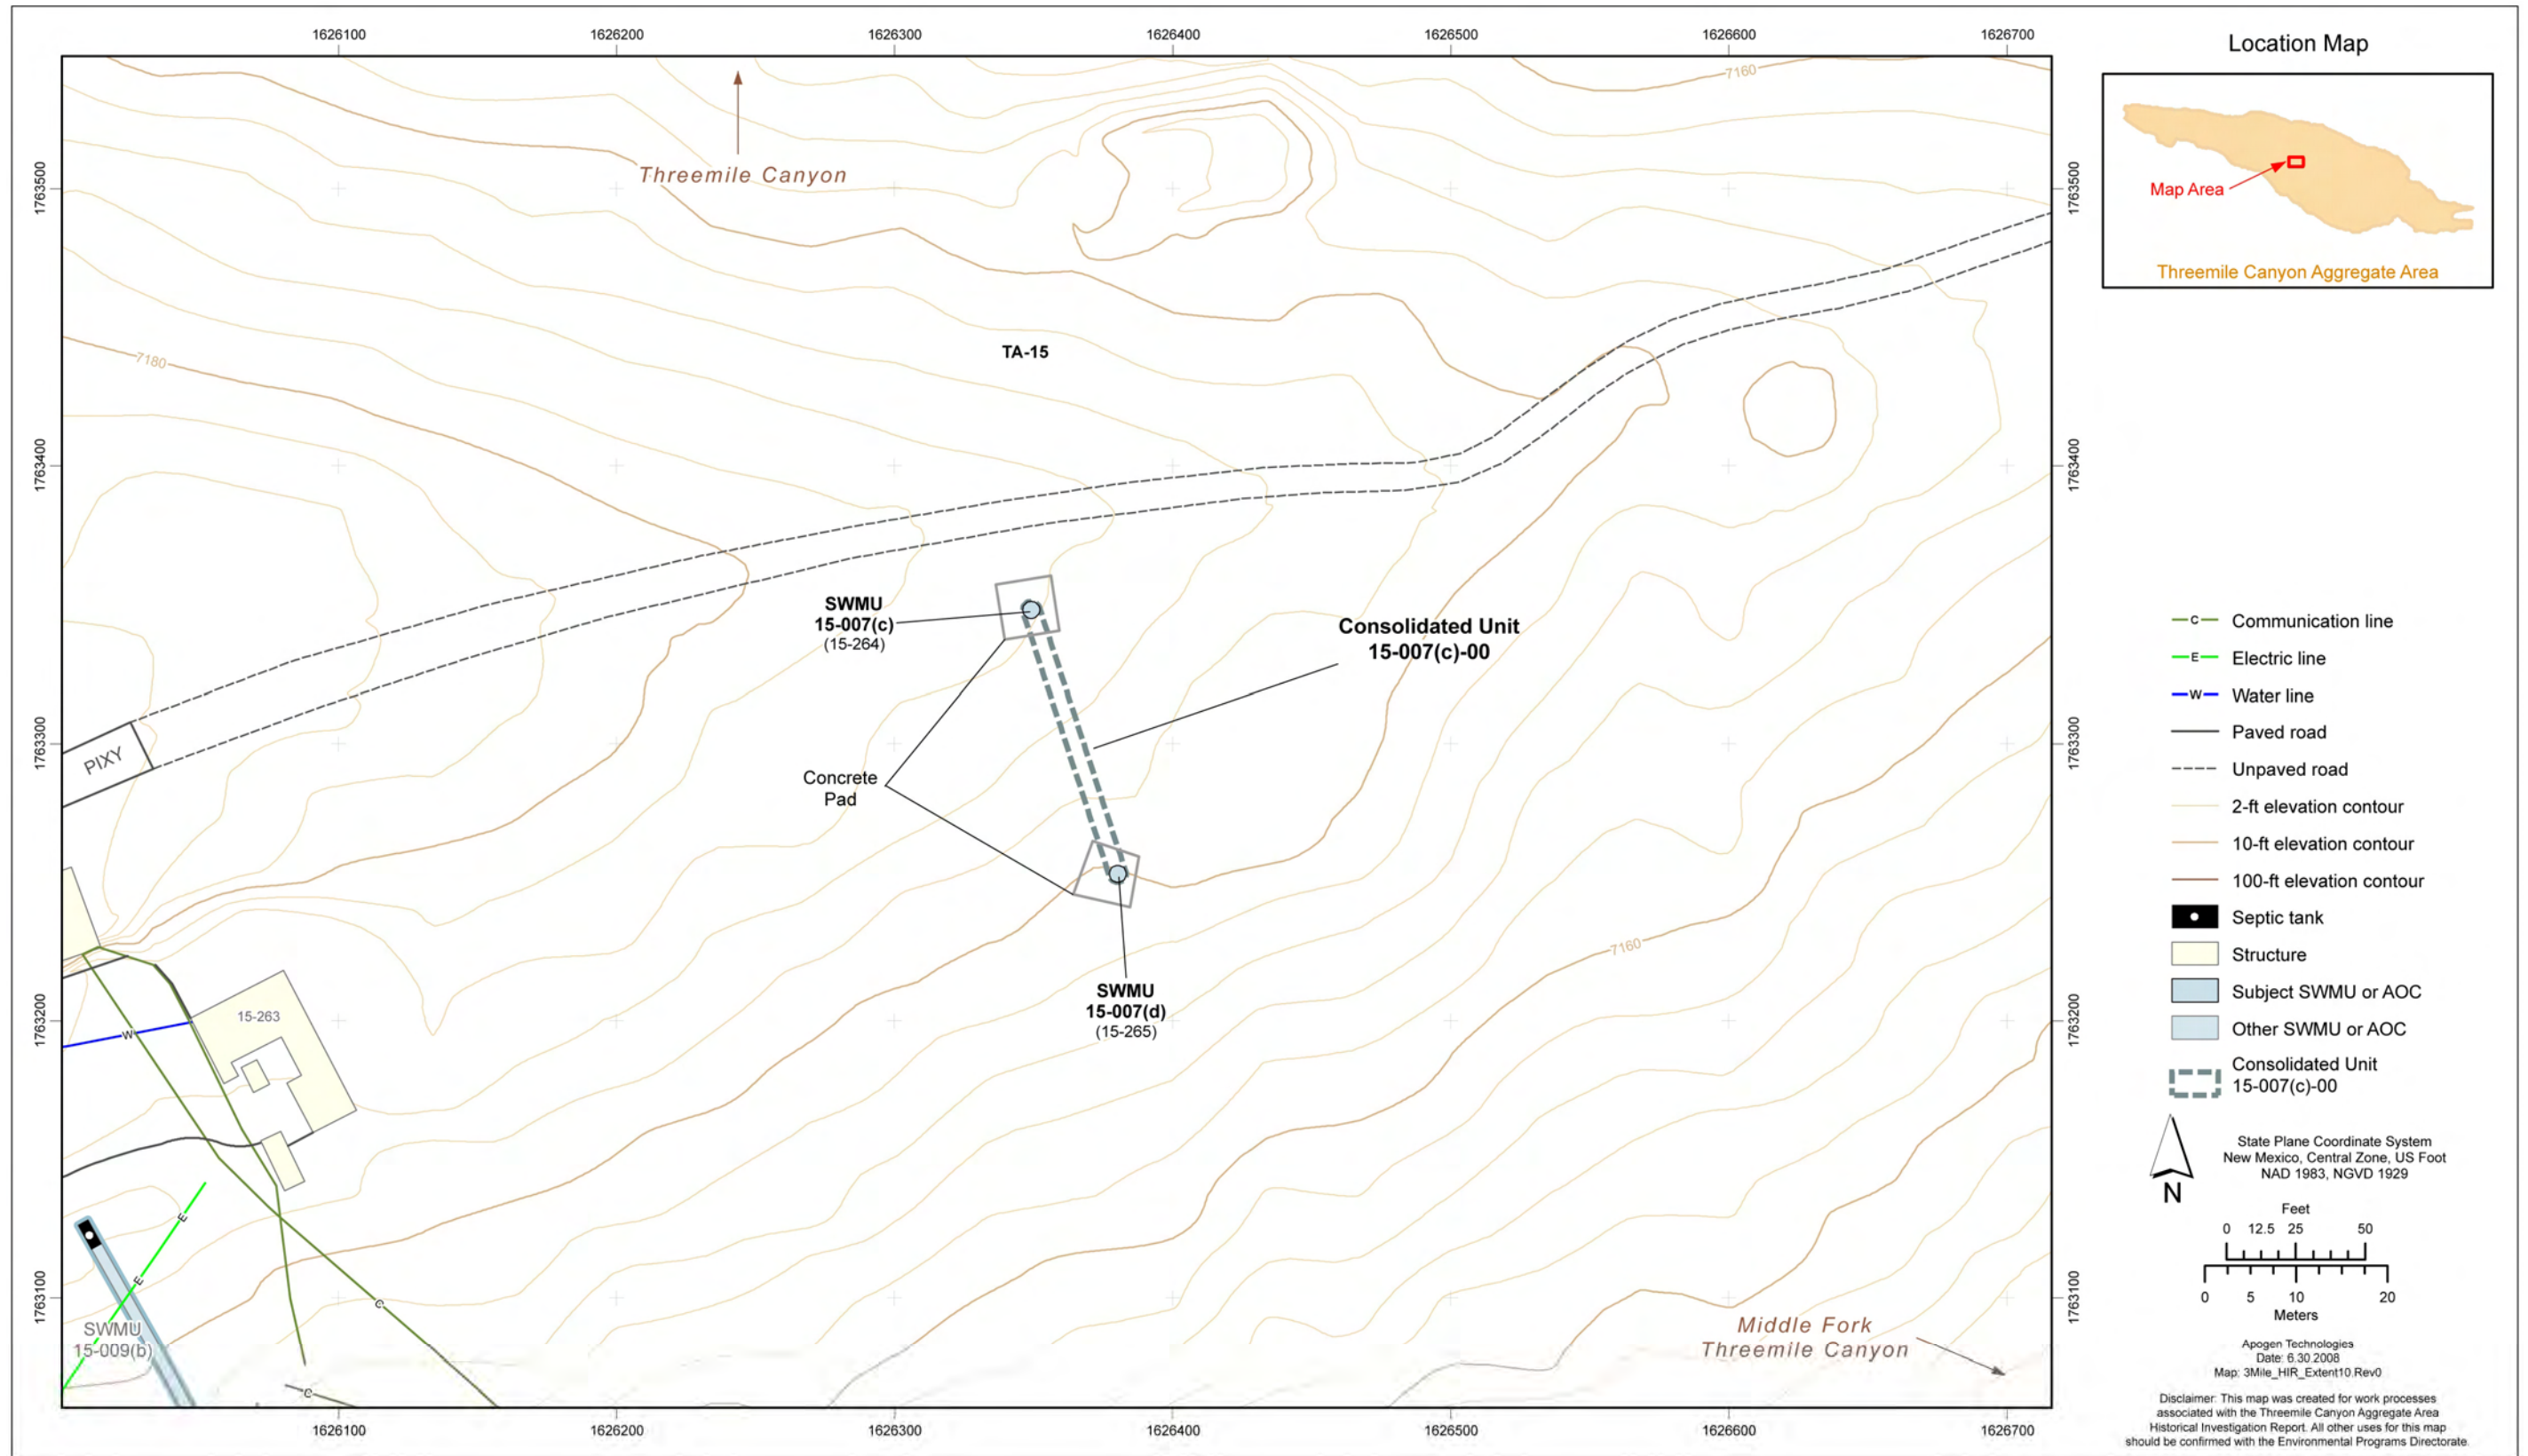 1626100 1626200 1626300 1626400 1626500 1626600 1626700
Location Map
7160
Threemile Canyon
1763500
1763500
Map Area
Threemile Canyon Aggregate Area
TA-15
7180
1763400
1763400
SWMU
15-007(c)
(15-264)
Consolidated Unit
15-007(c)-00
C Communication line
E Electric line
W Water line
Paved road
Unpaved road
2-ft elevation contour
10-ft elevation contour
100-ft elevation contour
Septic tank
Structure
Subject SWMU or AOC
Other SWMU or AOC
Consolidated Unit
15-007(c)-00
1763300
1763300
PIXY
Concrete
Pad
7160
SWMU
15-007(d)
(15-265)
1763200
1763200
15-263
W
E
E
C
C
1763100
1763100
SWMU
15-009(b)
Middle Fork
Threemile Canyon
N
State Plane Coordinate System
New Mexico, Central Zone, US Foot
NAD 1983, NGVD 1929
Feet
0 12.5 25 50
0 5 10 20
Meters
Apogen Technologies
Date: 6.30.2008
Map: 3Mile_HIR_Extent10.Rev0
Disclaimer: This map was created for work processes
associated with the Threemile Canyon Aggregate Area
Historical Investigation Report. All other uses for this map
should be confirmed with the Environmental Programs Directorate.
1626100 1626200 1626300 1626400 1626500 1626600 1626700